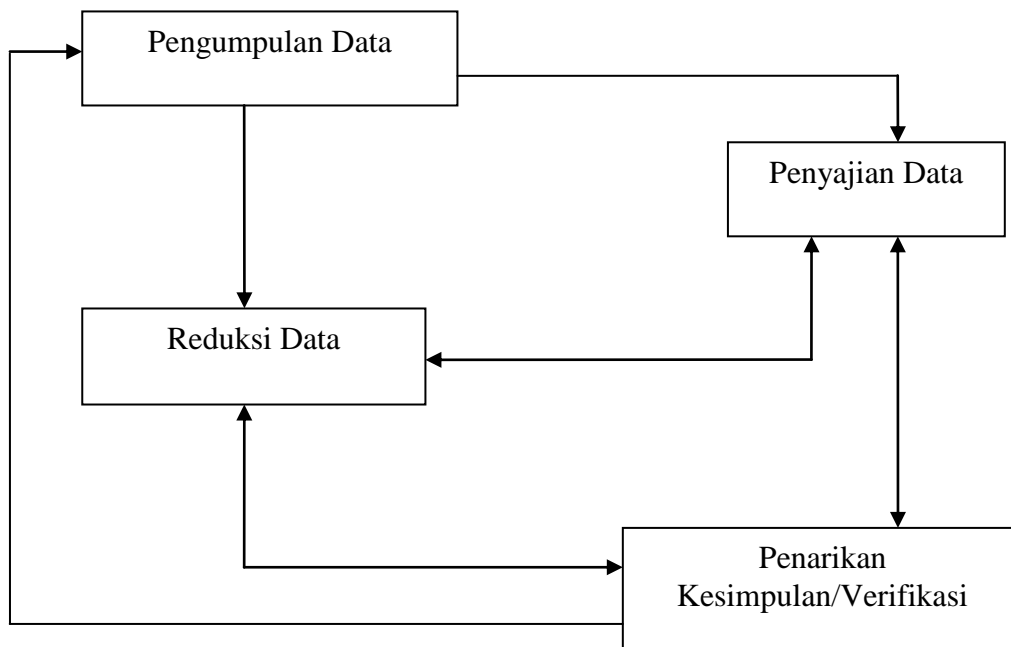 Pengumpulan Data
Penyajian Data
Reduksi Data
Penarikan
Kesimpulan/Verifikasi